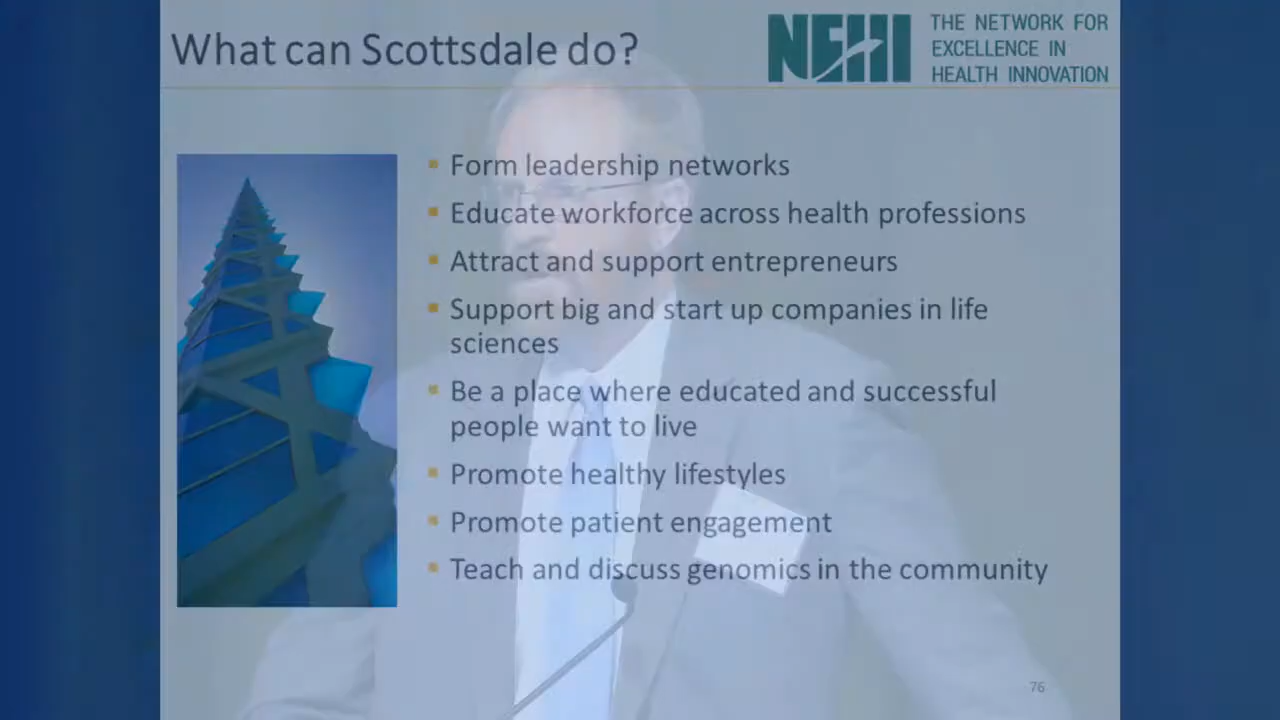 What can Scottsdale do?
NEHI
THE NETWORK FOR
EXCELLENCE IN
HEALTH INNOVATION
Form leadership networks
Educate workforce across health professions
Attract and support entrepreneurs
Support big and start up companies in life
sciences
Be a place where educated and successful
people want to live
Promote healthy lifestyles
Promote patient engagement
Teach and discuss genomics in the community
76